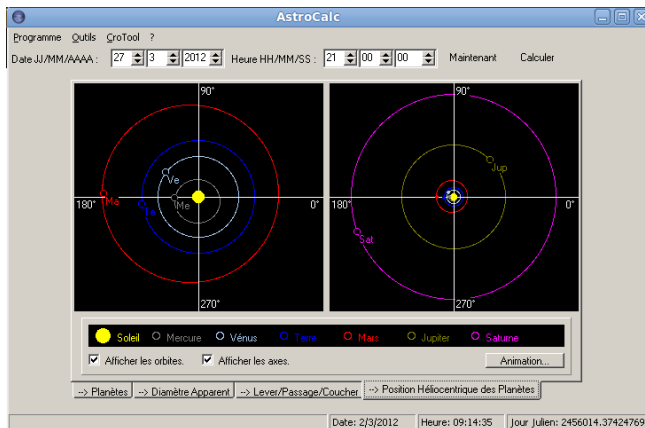 AstroCalc
Programme Outils CroTool ?
Date JJ/MM/AAAA : 27 3 2012 Heure HH/MM/SS : 21 00 00 Maintenant Calculer
90°
180° 0°
270°
Ve
Ma
Te
Me
90°
180° 0°
270°
Jup
Sat
Soleil Mercure Vénus Terre Mars Jupiter Saturne
Afficher les orbites. Afficher les axes. Animation...
--> Planètes --> Diamètre Apparent --> Lever/Passage/Coucher --> Position Héliocentrique des Planètes
Date: 2/3/2012 Heure: 09:14:35 Jour Julien: 2456014.37424769